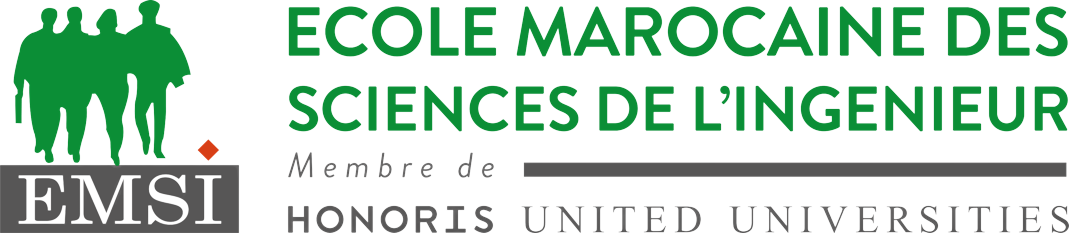 ECOLE MAROCAINE DES
SCIENCES DE L'INGENIEUR
Membre de
HONORIS UNITED UNIVERSITIES
EMSI